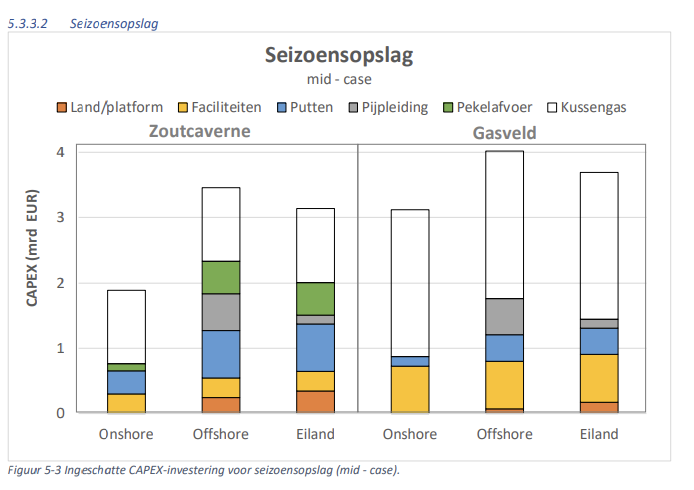 5.3.3.2 Seizoensopslag
Seizoensopslag
mid - case
Land/platform Faciliteiten Putten Pijpleiding Pekelafvoer Kussengas
Zoutcaverne Gasveld
CAPEX (mrd EUR)
4
3
2
1
0
Onshore Offshore Eiland Onshore Offshore Eiland
Figuur 5-3 Ingeschatte CAPEX-investering voor seizoensopslag (mid - case).